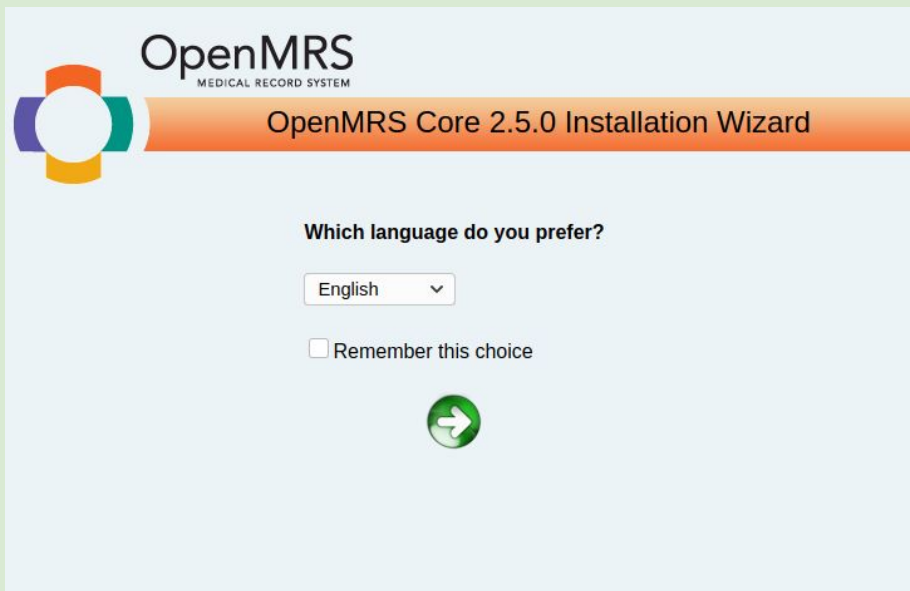 OpenMRS
MEDICAL RECORD SYSTEM
OpenMRS Core 2.5.0 Installation Wizard
Which language do you prefer?
English
Remember this choice